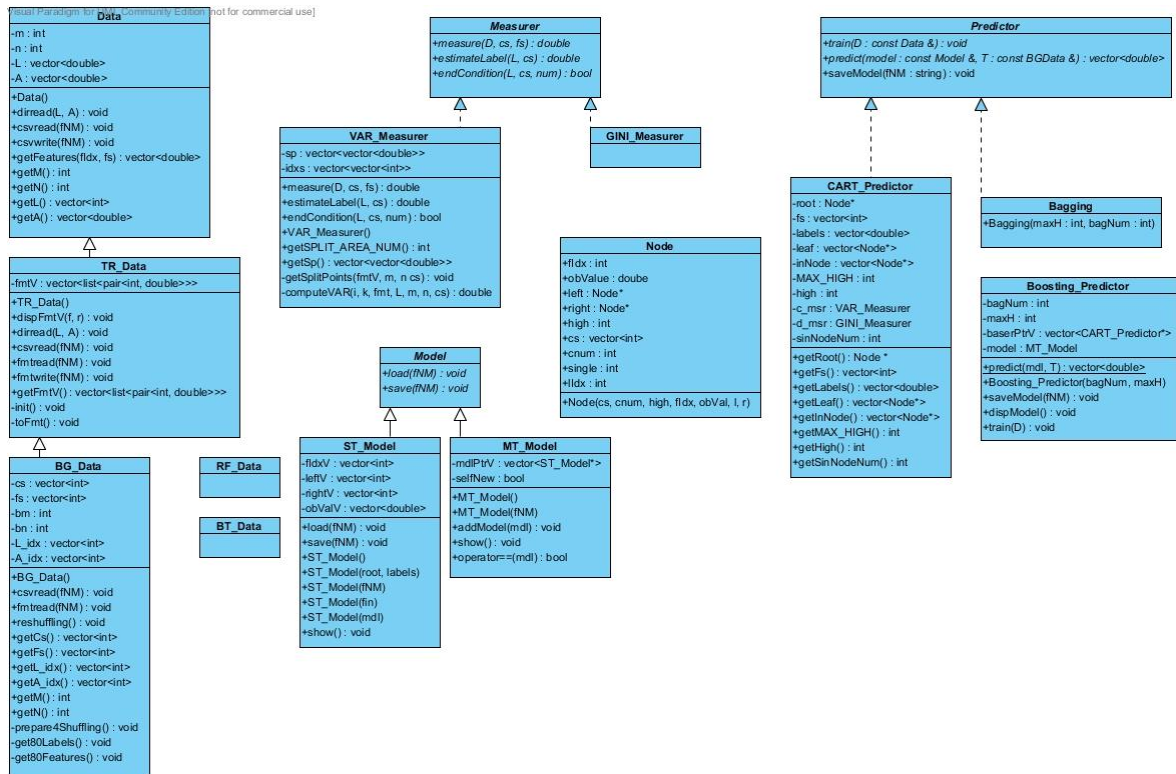 Visual Paradigm for UML Community Edition [not for commercial use]
Data
-m : int
-n : int
-L : vector<double>
-A : vector<double>
+Data()
+dirread(L, A) : void
+csvread(fNM) : void
+csvwrite(fNM) : void
+getFeatures(fIdx, fs) : vector<double>
+getM() : int
+getN() : int
+getL() : vector<int>
+getA() : vector<double>
TR_Data
-fmtV : vector<list<pair<int, double>>>
+TR_Data()
+dispFmtV(f, r) : void
+dirread(L, A) : void
+csvread(fNM) : void
+fmtread(fNM) : void
+fmtwrite(fNM) : void
+getFmtV() : vector<list<pair<int, double>>>
-init() : void
-toFmt() : void
BG_Data
-cs : vector<int>
-fs : vector<int>
-bm : int
-bn : int
-L_idx : vector<int>
-A_idx : vector<int>
+BG_Data()
+csvread(fNM) : void
+fmtread(fNM) : void
+reshuffling() : void
+getCs() : vector<int>
+getFs() : vector<int>
+getL_idx() : vector<int>
+getA_idx() : vector<int>
+getM() : int
+getN() : int
-prepare4Shuffling() : void
-get80Labels() : void
-get80Features() : void
RF_Data
BT_Data
Measurer
+measure(D, cs, fs) : double
+estimateLabel(L, cs) : double
+endCondition(L, cs, num) : bool
VAR_Measurer
-sp : vector<vector<double>>
-idxs : vector<vector<int>>
+measure(D, cs, fs) : double
+estimateLabel(L, cs) : double
+endCondition(L, cs, num) : bool
+VAR_Measurer()
+getSPLIT_AREA_NUM() : int
+getSp() : vector<vector<double>>
-getSplitPoints(fmtV, m, n cs) : void
-computeVAR(i, k, fmt, L, m, n, cs) : double
GINI_Measurer
Model
+load(fNM) : void
+save(fNM) : void
ST_Model
-fIdxV : vector<int>
-leftV : vector<int>
-rightV : vector<int>
-obValV : vector<double>
+load(fNM) : void
+save(fNM) : void
+ST_Model()
+ST_Model(root, labels)
+ST_Model(fNM)
+ST_Model(fin)
+ST_Model(mdl)
+show() : void
MT_Model
-mdlPtrV : vector<ST_Model*>
-selfNew : bool
+MT_Model()
+MT_Model(fNM)
+addModel(mdl) : void
+show() : void
+operator==(mdl) : bool
Node
+fIdx : int
+obValue : doube
+left : Node*
+right : Node*
+high : int
+cs : vector<int>
+cnum : int
+single : int
+lIdx : int
+Node(cs, cnum, high, fIdx, obVal, l, r)
Predictor
+train(D : const Data &) : void
+predict(model : const Model &, T : const BGData &) : vector<double>
+saveModel(fNM : string) : void
CART_Predictor
-root : Node*
-fs : vector<int>
-labels : vector<double>
-leaf : vector<Node*>
-inNode : vector<Node*>
-MAX_HIGH : int
-high : int
-c_msr : VAR_Measurer
-d_msr : GINI_Measurer
-sinNodeNum : int
+getRoot() : Node *
+getFs() : vector<int>
+getLabels() : vector<double>
+getLeaf() : vector<Node*>
+getInNode() : vector<Node*>
+getMAX_HIGH() : int
+getHigh() : int
+getSinNodeNum() : int
Bagging
+Bagging(maxH : int, bagNum : int)
Boosting_Predictor
-bagNum : int
-maxH : int
-baserPtrV : vector<CART_Predictor*>
-model : MT_Model
+predict(mdl, T) : vector<double>
+Boosting_Predictor(bagNum, maxH)
+saveModel(fNM) : void
+dispModel() : void
+train(D) : void